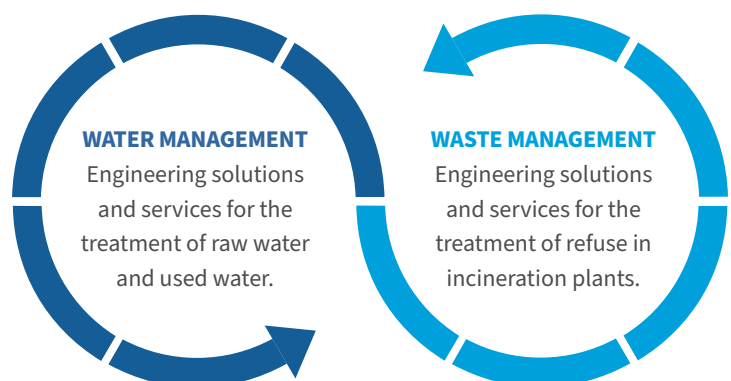 WATER MANAGEMENT
Engineering solutions
and services for the
treatment of raw water
and used water.
WASTE MANAGEMENT
Engineering solutions
and services for the
treatment of refuse in
incineration plants.